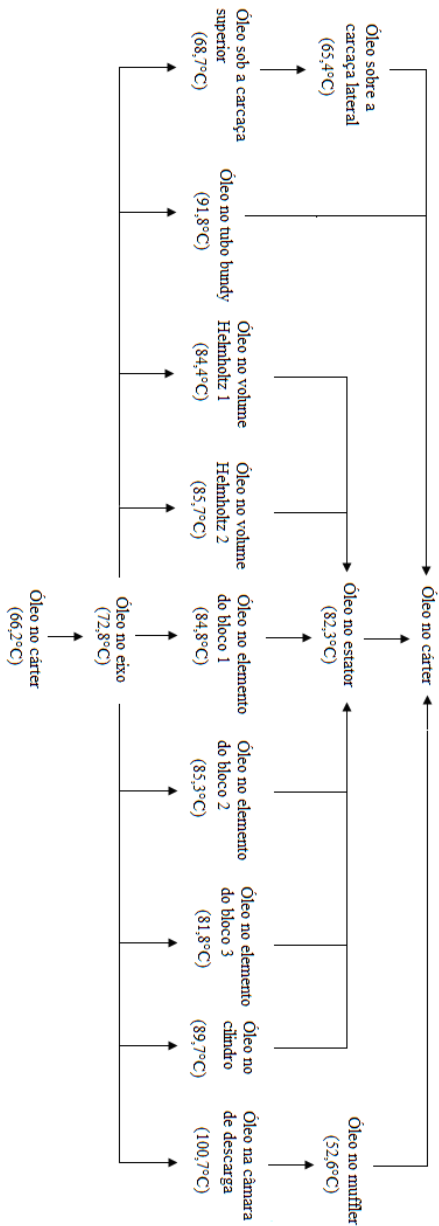 Óleo no cárter
Óleo sobre a
carcaça lateral
(65,4°C)
Óleo no estator
(82,3°C)
Óleo no muffler
(52,6°C)
Óleo sob a carcaça
superior
(68,7°C)
Óleo no tubo bundy
(91,8°C)
Óleo no volume
Helmholtz 1
(84,4°C)
Óleo no volume
Helmholtz 2
(85,7°C)
Óleo no elemento
do bloco 1
(84,8°C)
Óleo no elemento
do bloco 2
(85,3°C)
Óleo no elemento
do bloco 3
(81,8°C)
Óleo no
cilindro
(89,7°C)
Óleo na câmara
de descarga
(100,7°C)
Óleo no eixo
(72,8°C)
Óleo no cárter
(66,2°C)